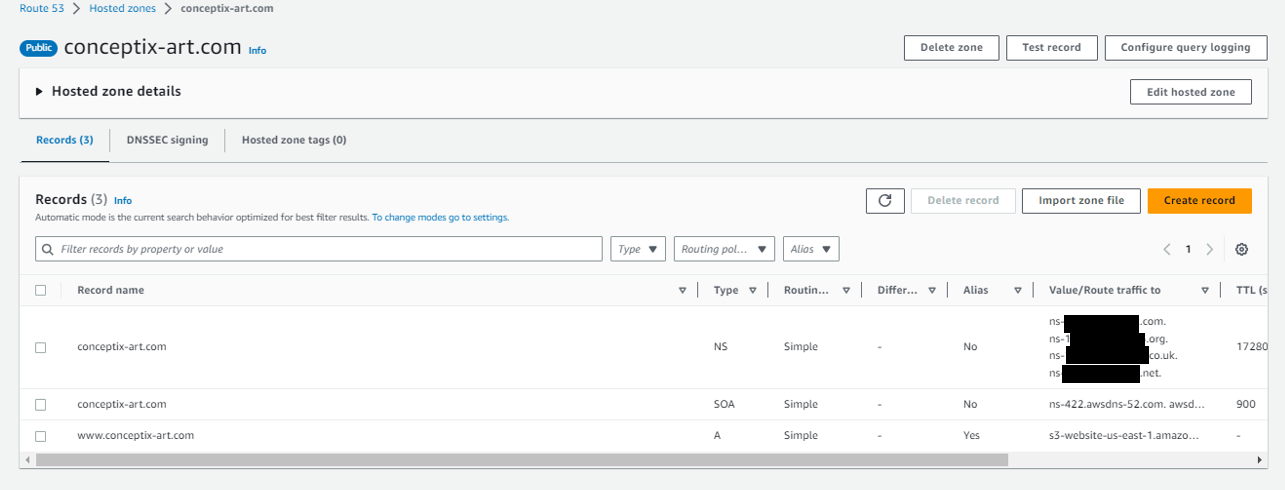 Route 53 > Hosted zones > conceptix-art.com
Public conceptix-art.com Info
Delete zone Test record Configure query logging
Hosted zone details
Edit hosted zone
Records (3) DNSSEC signing Hosted zone tags (0)
Records (3) Info
Automatic mode is the current search behavior optimized for best filter results. To change modes go to settings.
Delete record Import zone file Create record
Filter records by property or value Type Routing pol... Alias 1
Record name Type Routin... Differ... Alias Value/Route traffic to TTL (s
conceptix-art.com NS Simple - No
ns- .com.
ns-1 .org.
ns- co.uk.
ns- .net.
17280
conceptix-art.com SOA Simple - No ns-422.awsdns-52.com. awsd... 900
www.conceptix-art.com A Simple - Yes s3-website-us-east-1.amazo... -